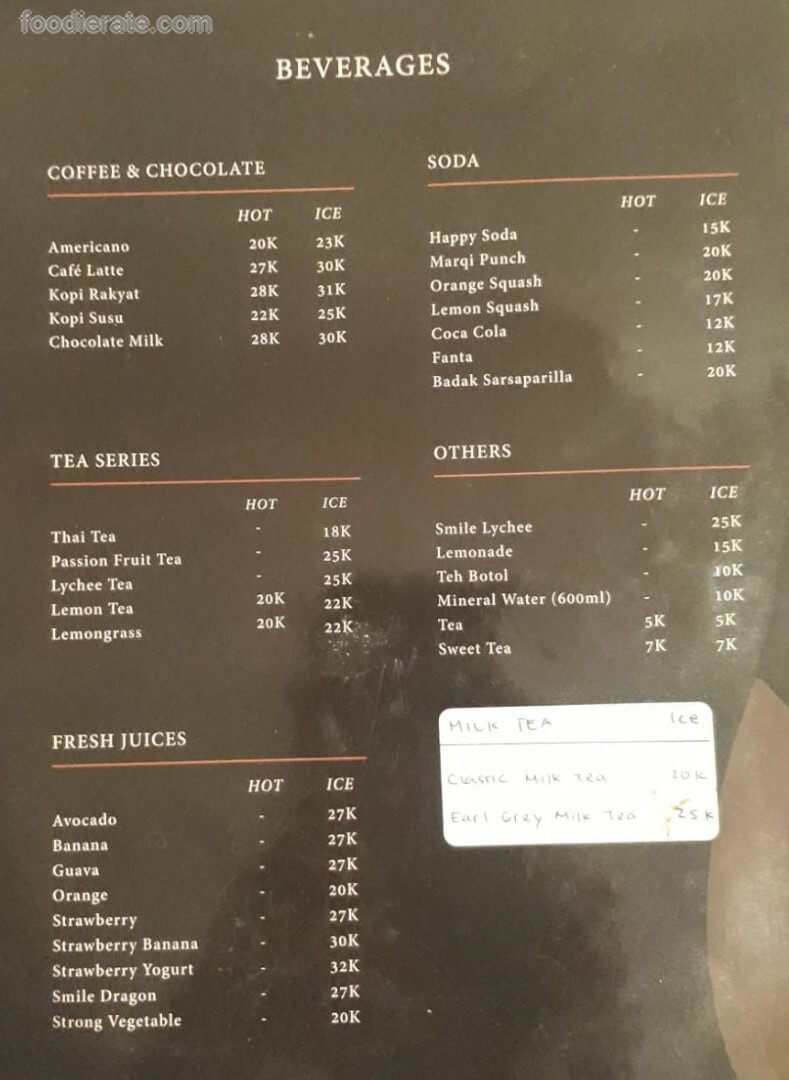 foodierate.com
BEVERAGES
COFFEE & CHOCOLATE
HOT ICE
Americano 20K 23K
Café Latte 27K 30K
Kopi Rakyat 28K 31K
Kopi Susu 22K 25K
Chocolate Milk 28K 30K
SODA
HOT ICE
Happy Soda - 15K
Marqi Punch - 20K
Orange Squash - 20K
Lemon Squash - 17K
Coca Cola - 12K
Fanta - 12K
Badak Sarsaparilla - 20K
TEA SERIES
HOT ICE
Thai Tea - 18K
Passion Fruit Tea - 25K
Lychee Tea - 25K
Lemon Tea 20K 22K
Lemongrass 20K 22K
OTHERS
HOT ICE
Smile Lychee - 25K
Lemonade - 15K
Teh Botol - 10K
Mineral Water (600ml) - 10K
Tea 5K 5K
Sweet Tea 7K 7K
FRESH JUICES
HOT ICE
Avocado - 27K
Banana - 27K
Guava - 27K
Orange - 20K
Strawberry - 27K
Strawberry Banana - 30K
Strawberry Yogurt - 32K
Smile Dragon - 27K
Strong Vegetable - 20K
MILK TEA Ice
Classic Milk Tea 20K
Earl Grey Milk Tea 25K